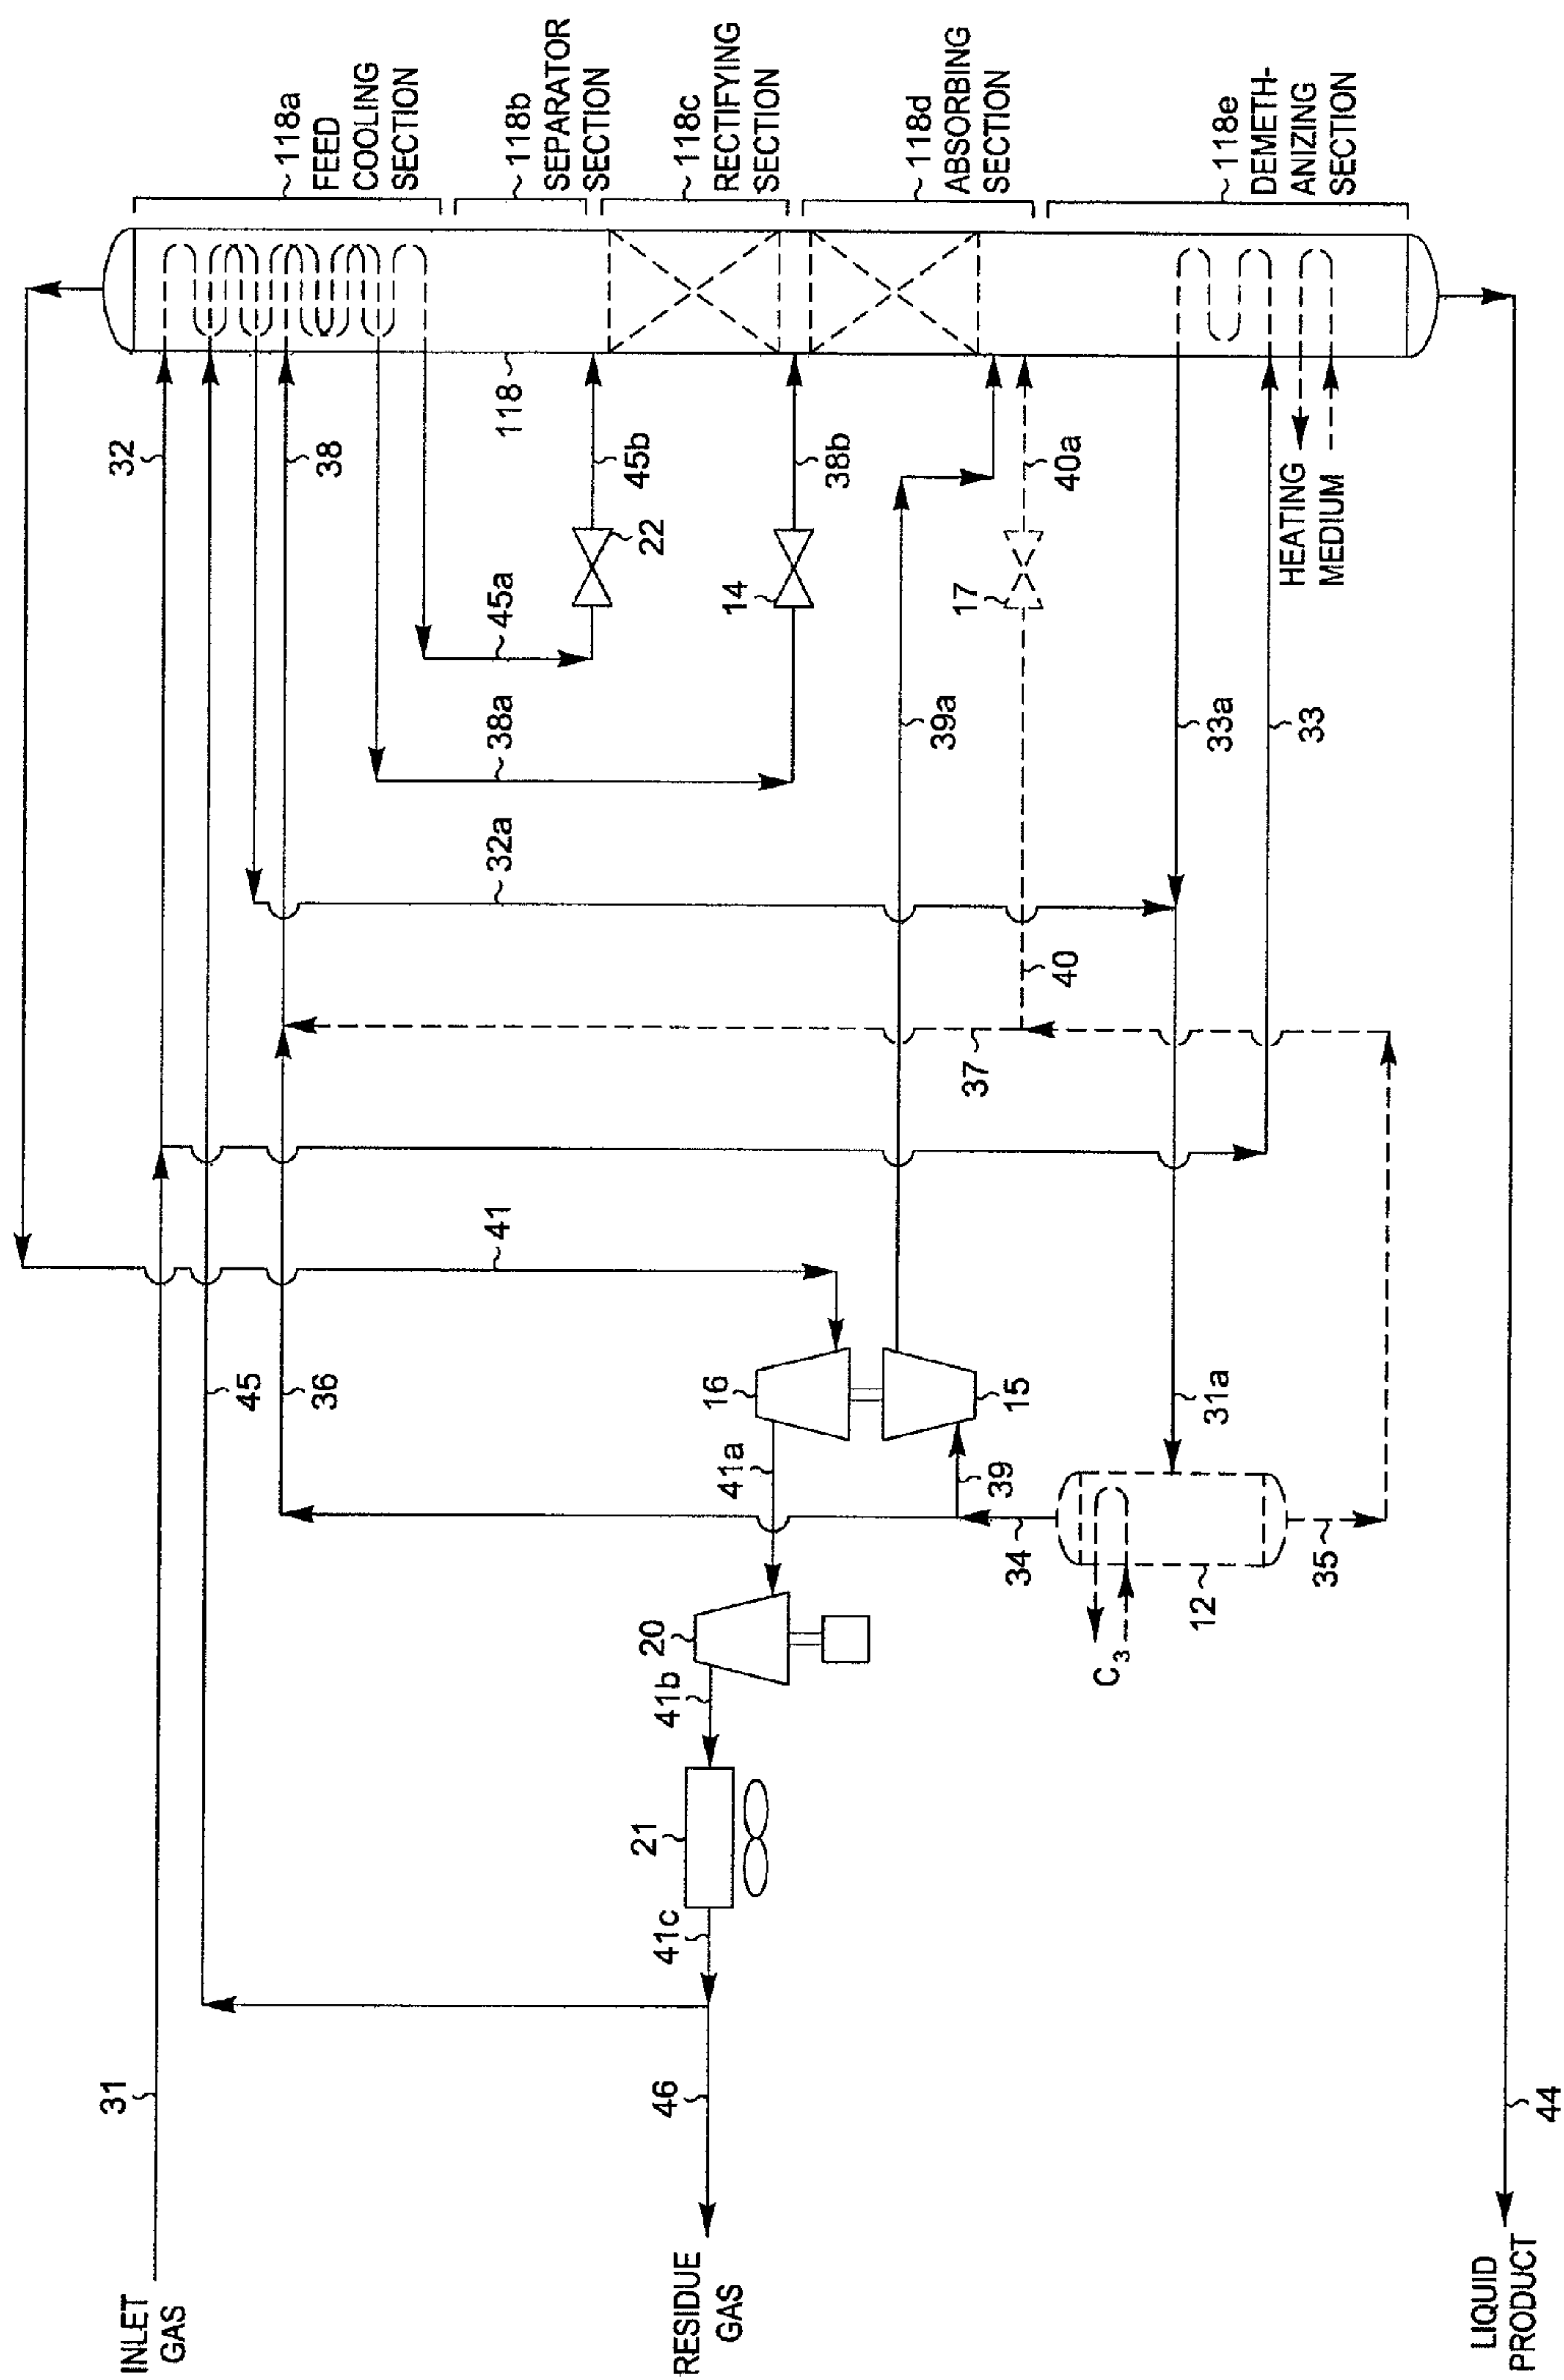 118a
FEED
COOLING
SECTION
118b
SEPARATOR
SECTION
118c
RECTIFYING
SECTION
118d
ABSORBING
SECTION
118e
DEMETH-
ANIZING
SECTION
32
38
118
45b
38b
40a
22
14
17
HEATING
MEDIUM
45a
38a
39a
33a
33
32a
40
37
41
45
36
16
15
31a
41a
39
34
35
12
20
C3
41b
21
41c
31
46
44
INLET
GAS
RESIDUE
GAS
LIQUID
PRODUCT